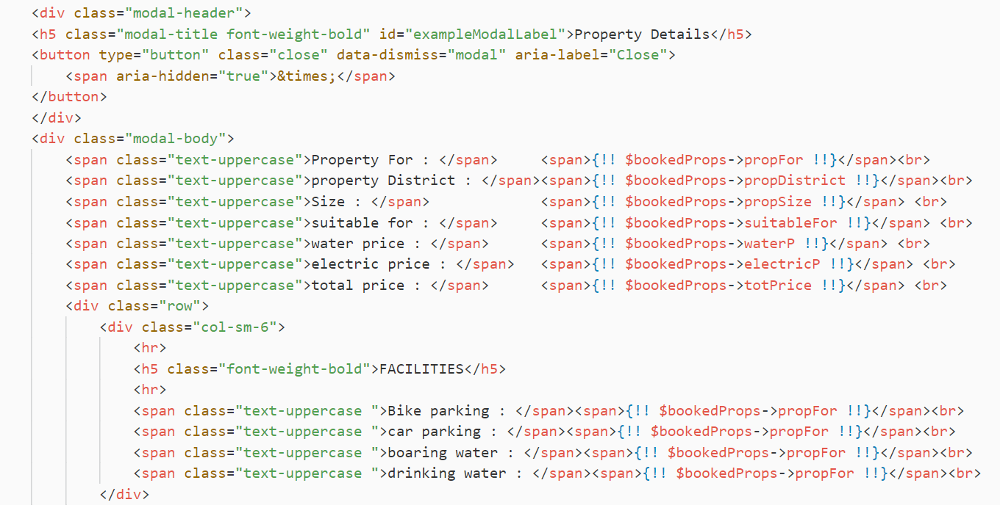 <div class="modal-header">
<h5 class="modal-title font-weight-bold" id="exampleModalLabel">Property Details</h5>
<button type="button" class="close" data-dismiss="modal" aria-label="Close">
    <span aria-hidden="true">&times;</span>
</button>
</div>
<div class="modal-body">
    <span class="text-uppercase">Property For : </span>     <span>{!! $bookedProps->propFor !!}</span><br>
    <span class="text-uppercase">property District : </span><span>{!! $bookedProps->propDistrict !!}</span><br>
    <span class="text-uppercase">Size : </span>             <span>{!! $bookedProps->propSize !!}</span> <br>
    <span class="text-uppercase">suitable for : </span>     <span>{!! $bookedProps->suitableFor !!}</span> <br>
    <span class="text-uppercase">water price : </span>      <span>{!! $bookedProps->waterP !!}</span> <br>
    <span class="text-uppercase">electric price : </span>   <span>{!! $bookedProps->electricP !!}</span> <br>
    <span class="text-uppercase">total price : </span>      <span>{!! $bookedProps->totPrice !!}</span> <br>
    <div class="row">
        <div class="col-sm-6">
            <hr>
            <h5 class="font-weight-bold">FACILITIES</h5>
            <hr>
            <span class="text-uppercase ">Bike parking : </span><span>{!! $bookedProps->propFor !!}</span><br>
            <span class="text-uppercase ">car parking : </span><span>{!! $bookedProps->propFor !!}</span><br>
            <span class="text-uppercase ">boaring water : </span><span>{!! $bookedProps->propFor !!}</span><br>
            <span class="text-uppercase ">drinking water : </span><span>{!! $bookedProps->propFor !!}</span><br>
        </div>